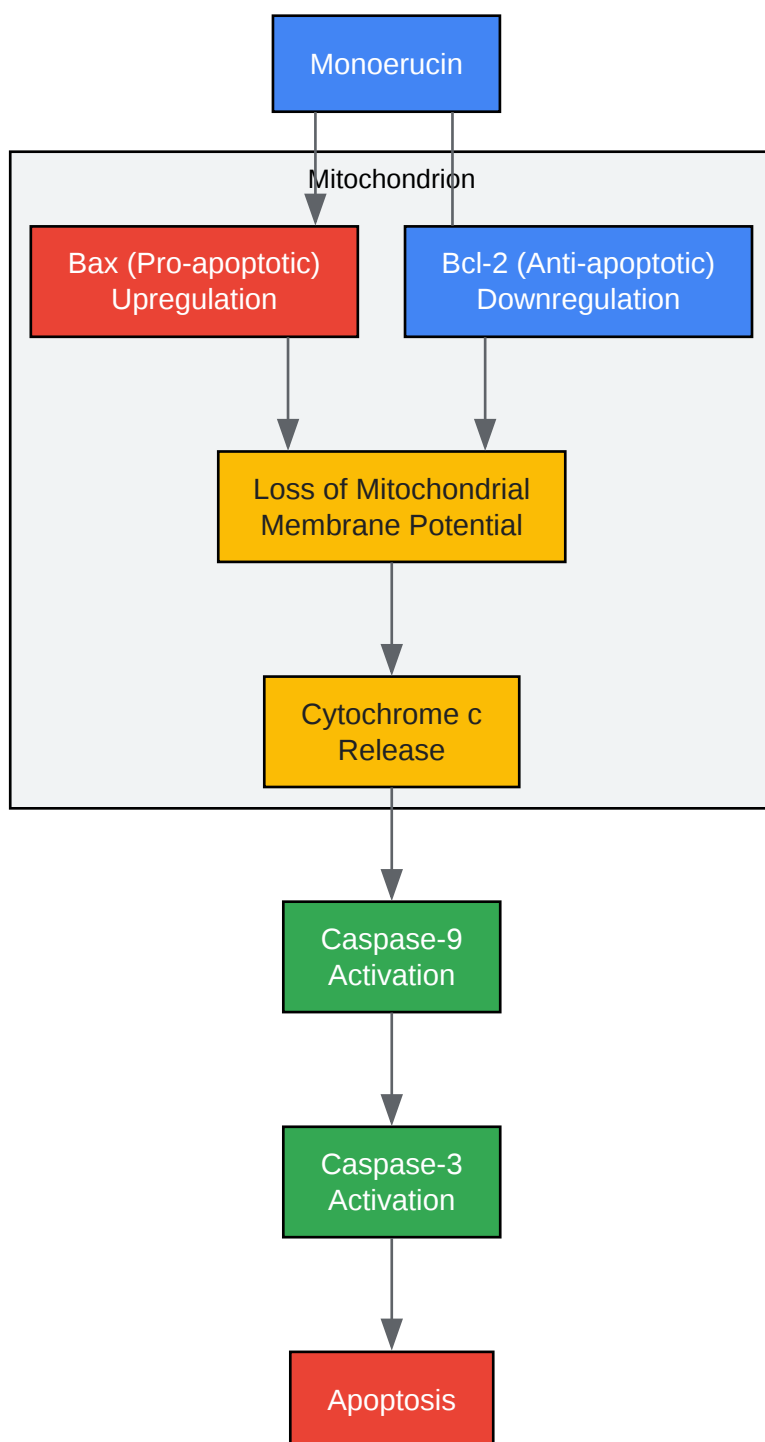 Monoerucin
Mitochondrion
Bax (Pro-apoptotic)
Upregulation
Bcl-2 (Anti-apoptotic)
Downregulation
Loss of Mitochondrial
Membrane Potential
Cytochrome c
Release
Caspase-9
Activation
Caspase-3
Activation
Apoptosis